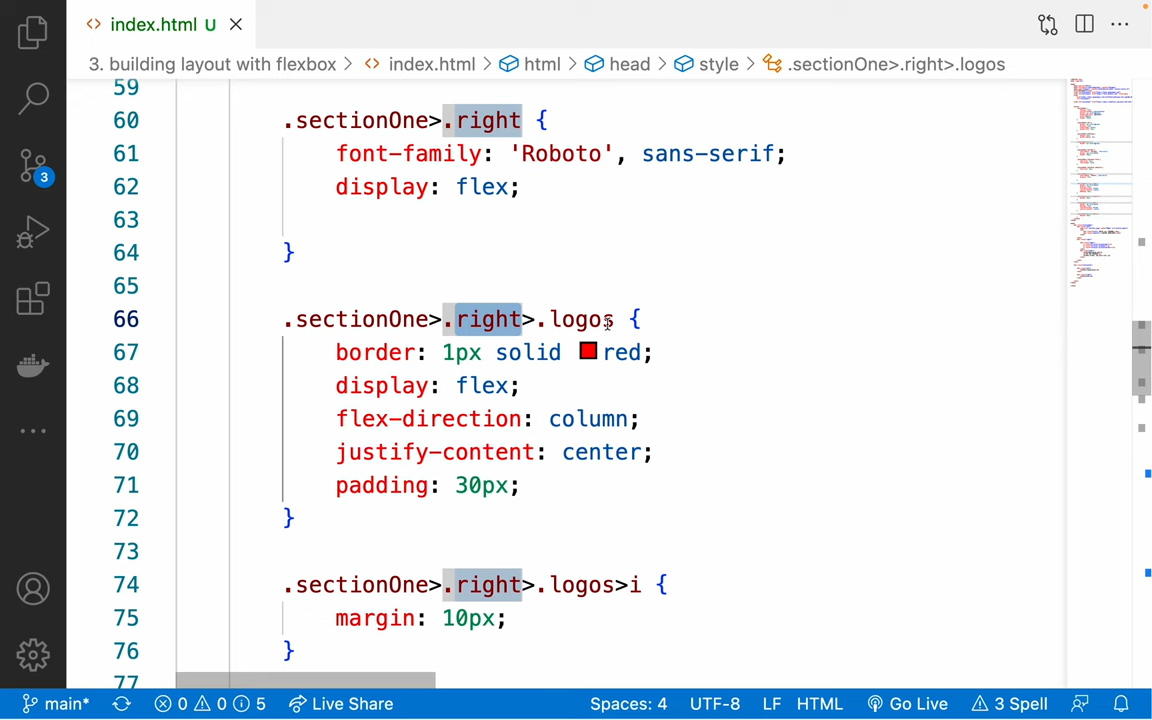 index.html U
3. building layout with flexbox > index.html > html > head > style > .sectionOne>.right>.logos
59
60 .sectionOne>.right {
61 font-family: 'Roboto', sans-serif;
62 display: flex;
63
64 }
65
66 .sectionOne>.right>.logos {
67 border: 1px solid red;
68 display: flex;
69 flex-direction: column;
70 justify-content: center;
71 padding: 30px;
72 }
73
74 .sectionOne>.right>.logos>i {
75 margin: 10px;
76 }
77
3
main* 0 0 5 Live Share Spaces: 4 UTF-8 LF HTML Go Live 3 Spell